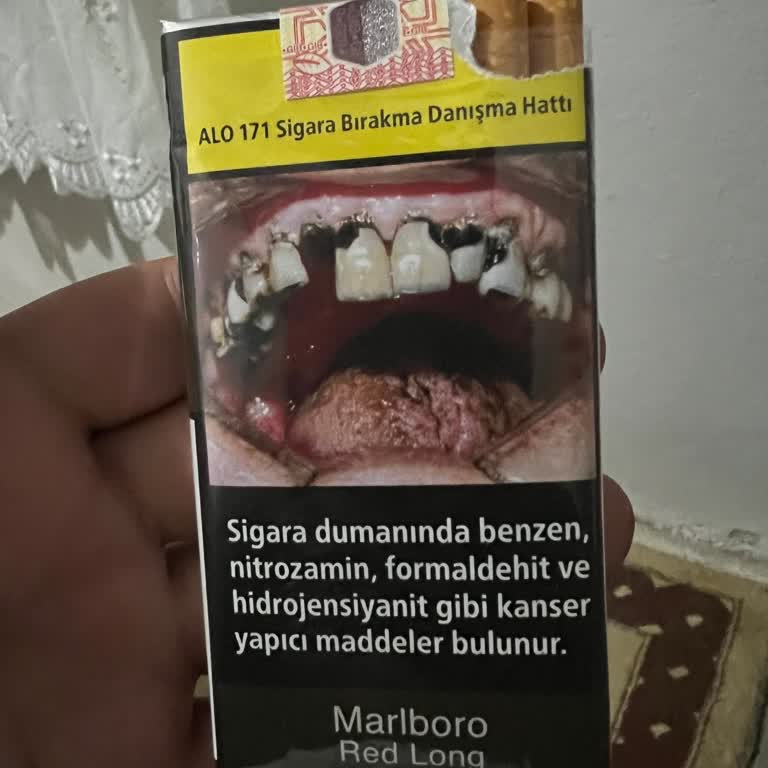 ALO 171 Sigara Bırakma Danışma Hattı
Sigara dumanında benzen,
nitrozamin, formaldehit ve
hidrojensiyanit gibi kanser
yapıcı maddeler bulunur.
Marlboro
Red Long